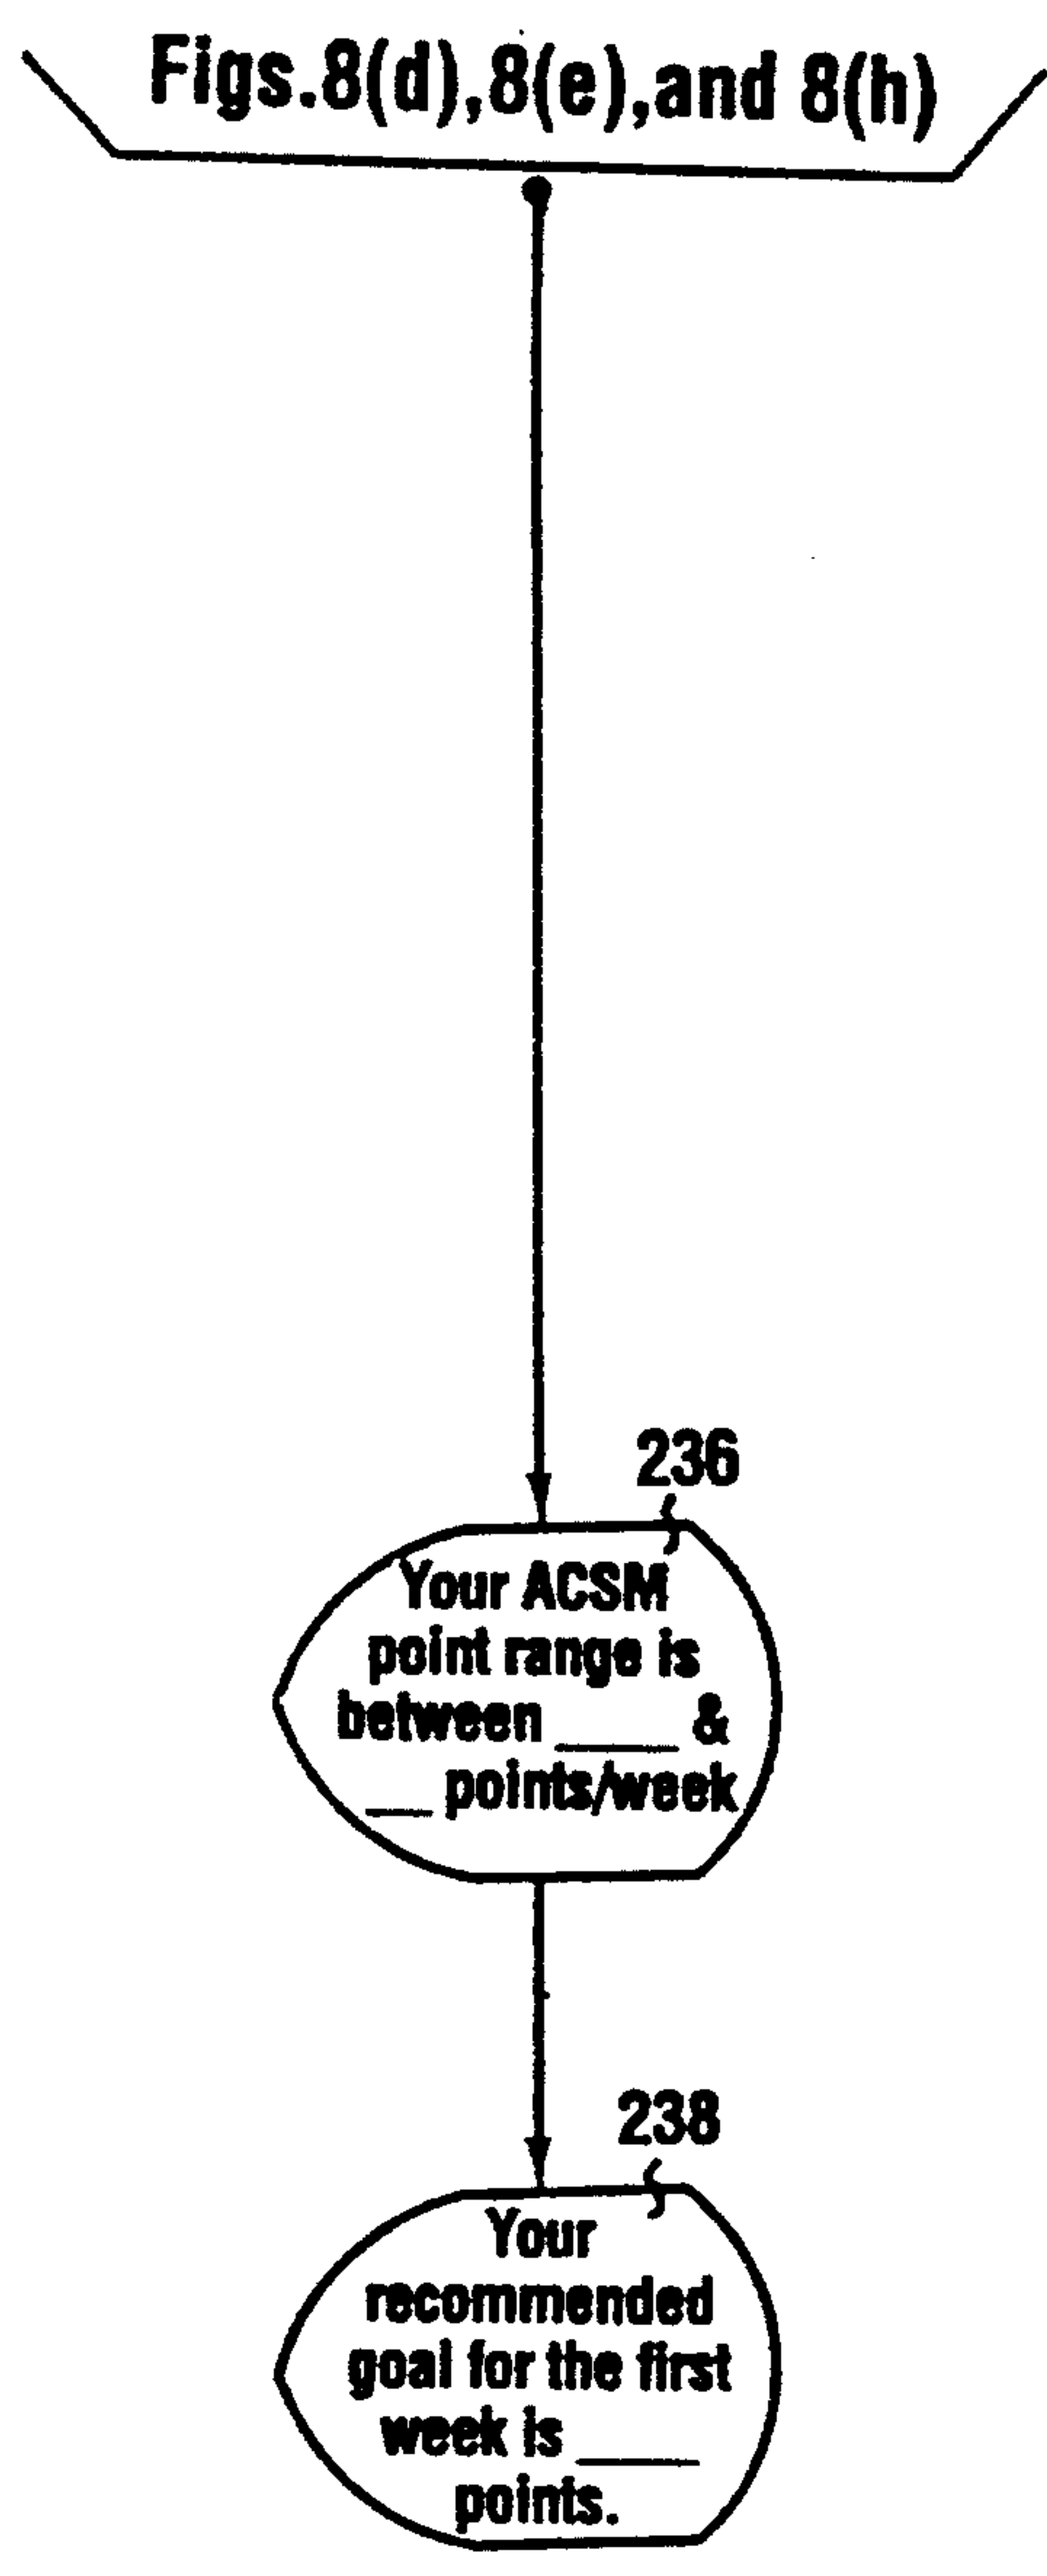 Figs.8(d),8(e),and 8(h)
236
Your ACSM
point range is
between ____ &
__ points/week
238
Your
recommended
goal for the first
week is ____
points.